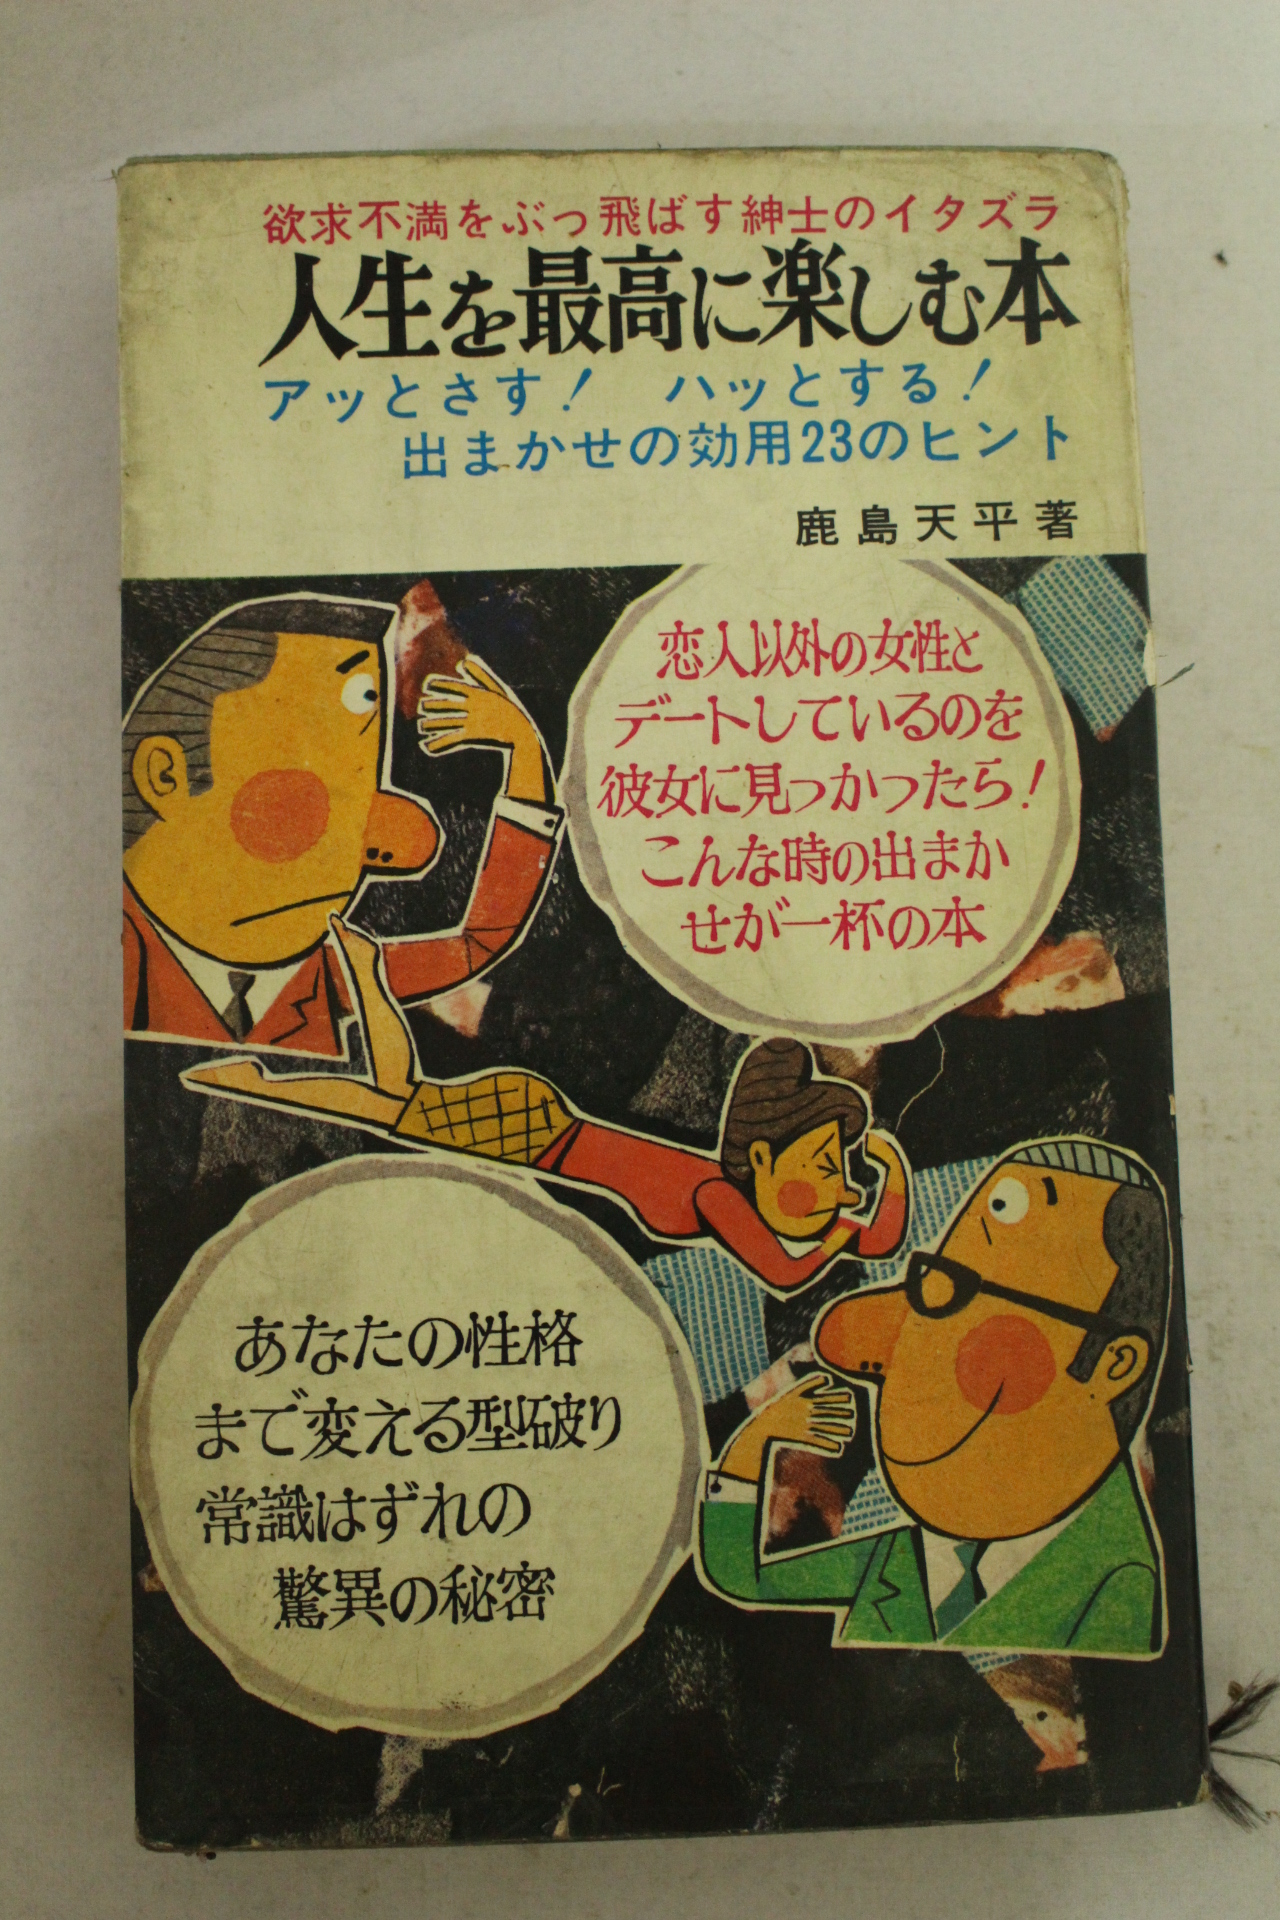 欲求不満をぶっ飛ばす紳士のイタズラ
人生を最高に楽しむ本
アッとさす! ハッとする!
出まかせの効用23のヒント
鹿島天平著
恋人以外の女性と
デートしているのを
彼女に見つかったら!
こんな時の出まか
せが一杯の本
あなたの性格
まで変える型破り
常識はずれの
驚異の秘密